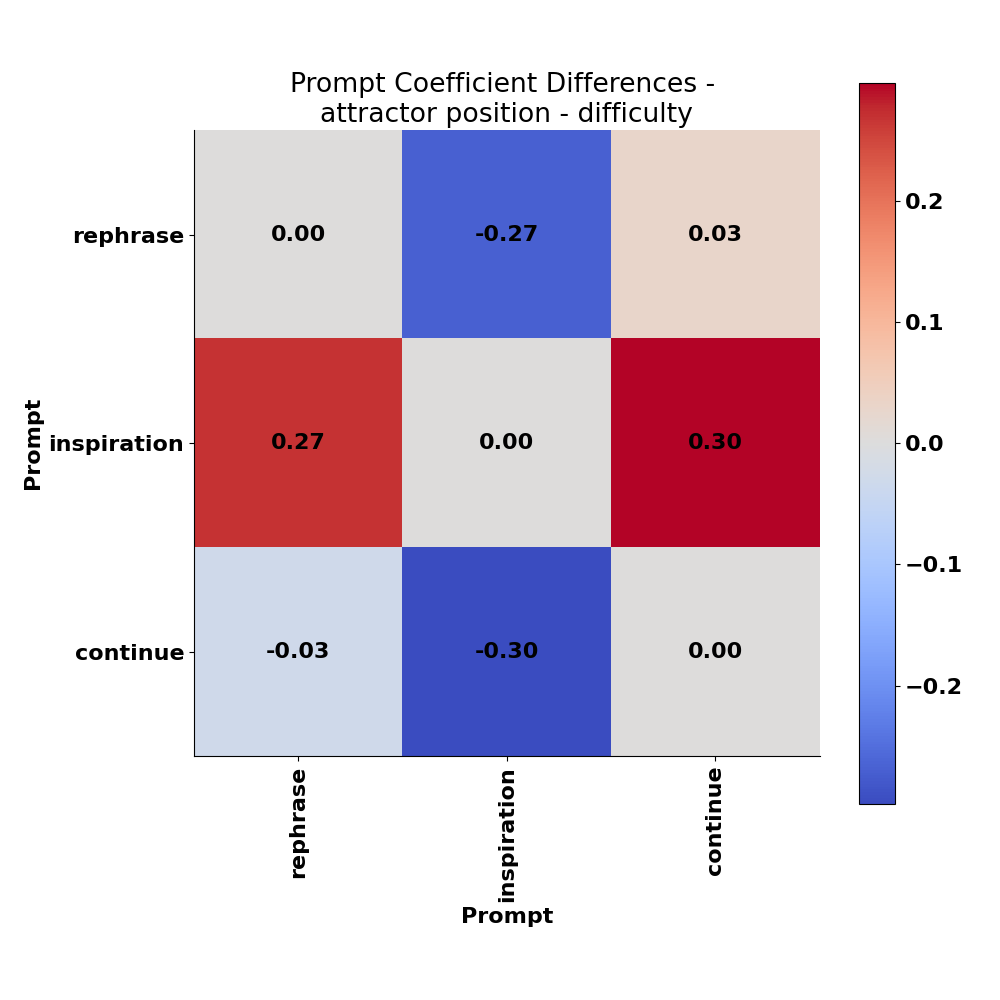 Prompt Coefficient Differences -
attractor position - difficulty
rephrase
0.00
-0.27
0.03
inspiration
0.27
0.00
0.30
continue
-0.03
-0.30
0.00
Prompt
rephrase
inspiration
continue
Prompt
0.2
0.1
0.0
−0.1
−0.2